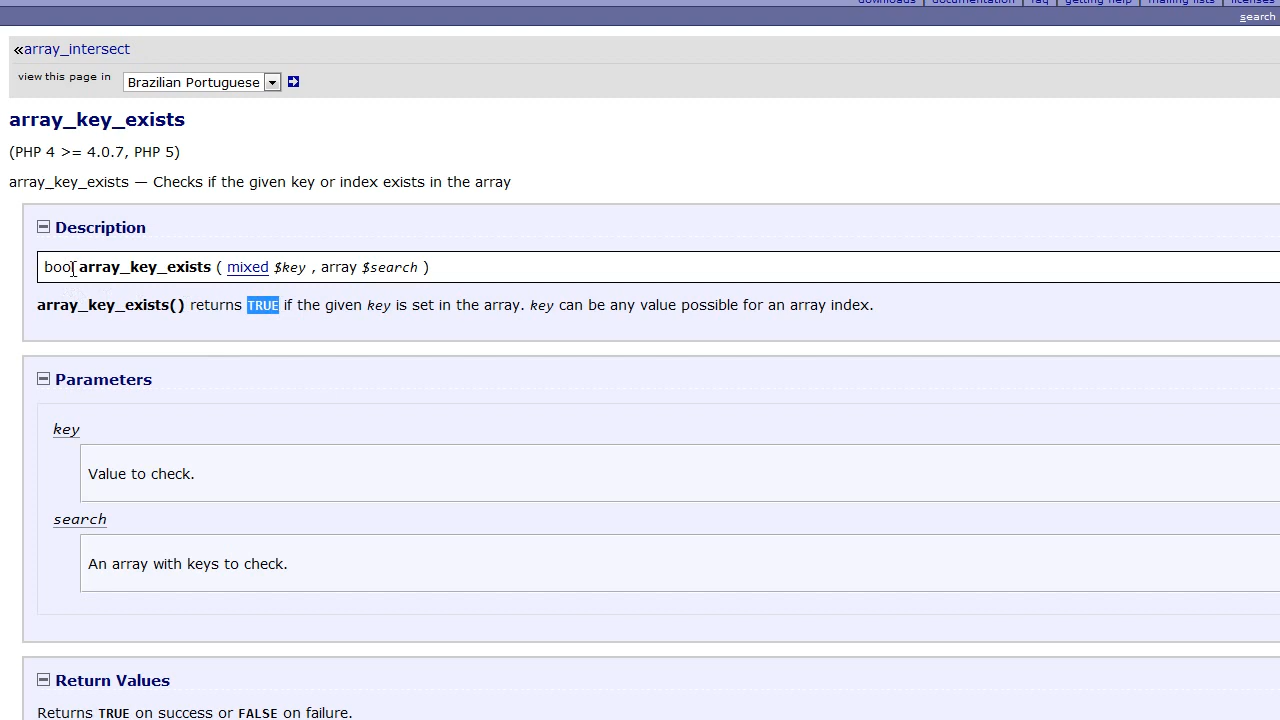 downloads | documentation | faq | getting help | mailing lists | licenses
search
«array_intersect
view this page in Brazilian Portuguese
array_key_exists
(PHP 4 >= 4.0.7, PHP 5)
array_key_exists — Checks if the given key or index exists in the array
Description
bool array_key_exists ( mixed $key , array $search )
array_key_exists() returns TRUE if the given key is set in the array. key can be any value possible for an array index.
Parameters
key
Value to check.
search
An array with keys to check.
Return Values
Returns TRUE on success or FALSE on failure.